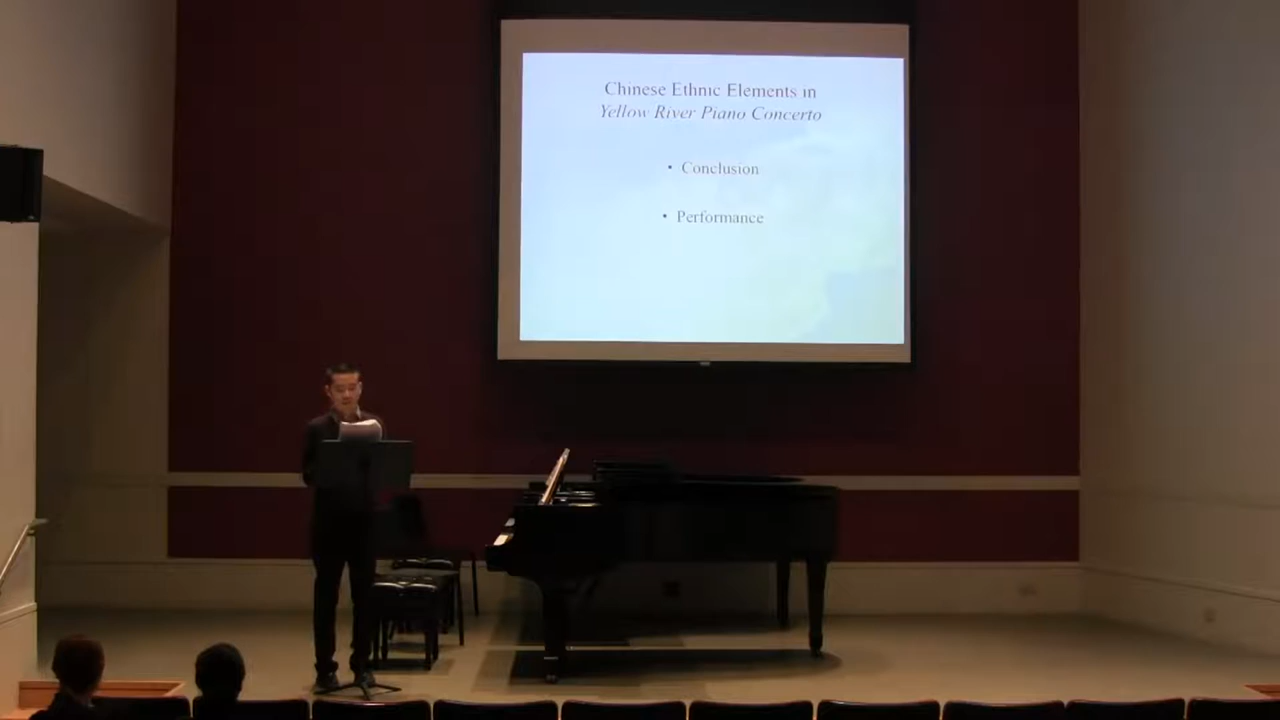 Chinese Ethnic Elements in
Yellow River Piano Concerto
• Conclusion
• Performance